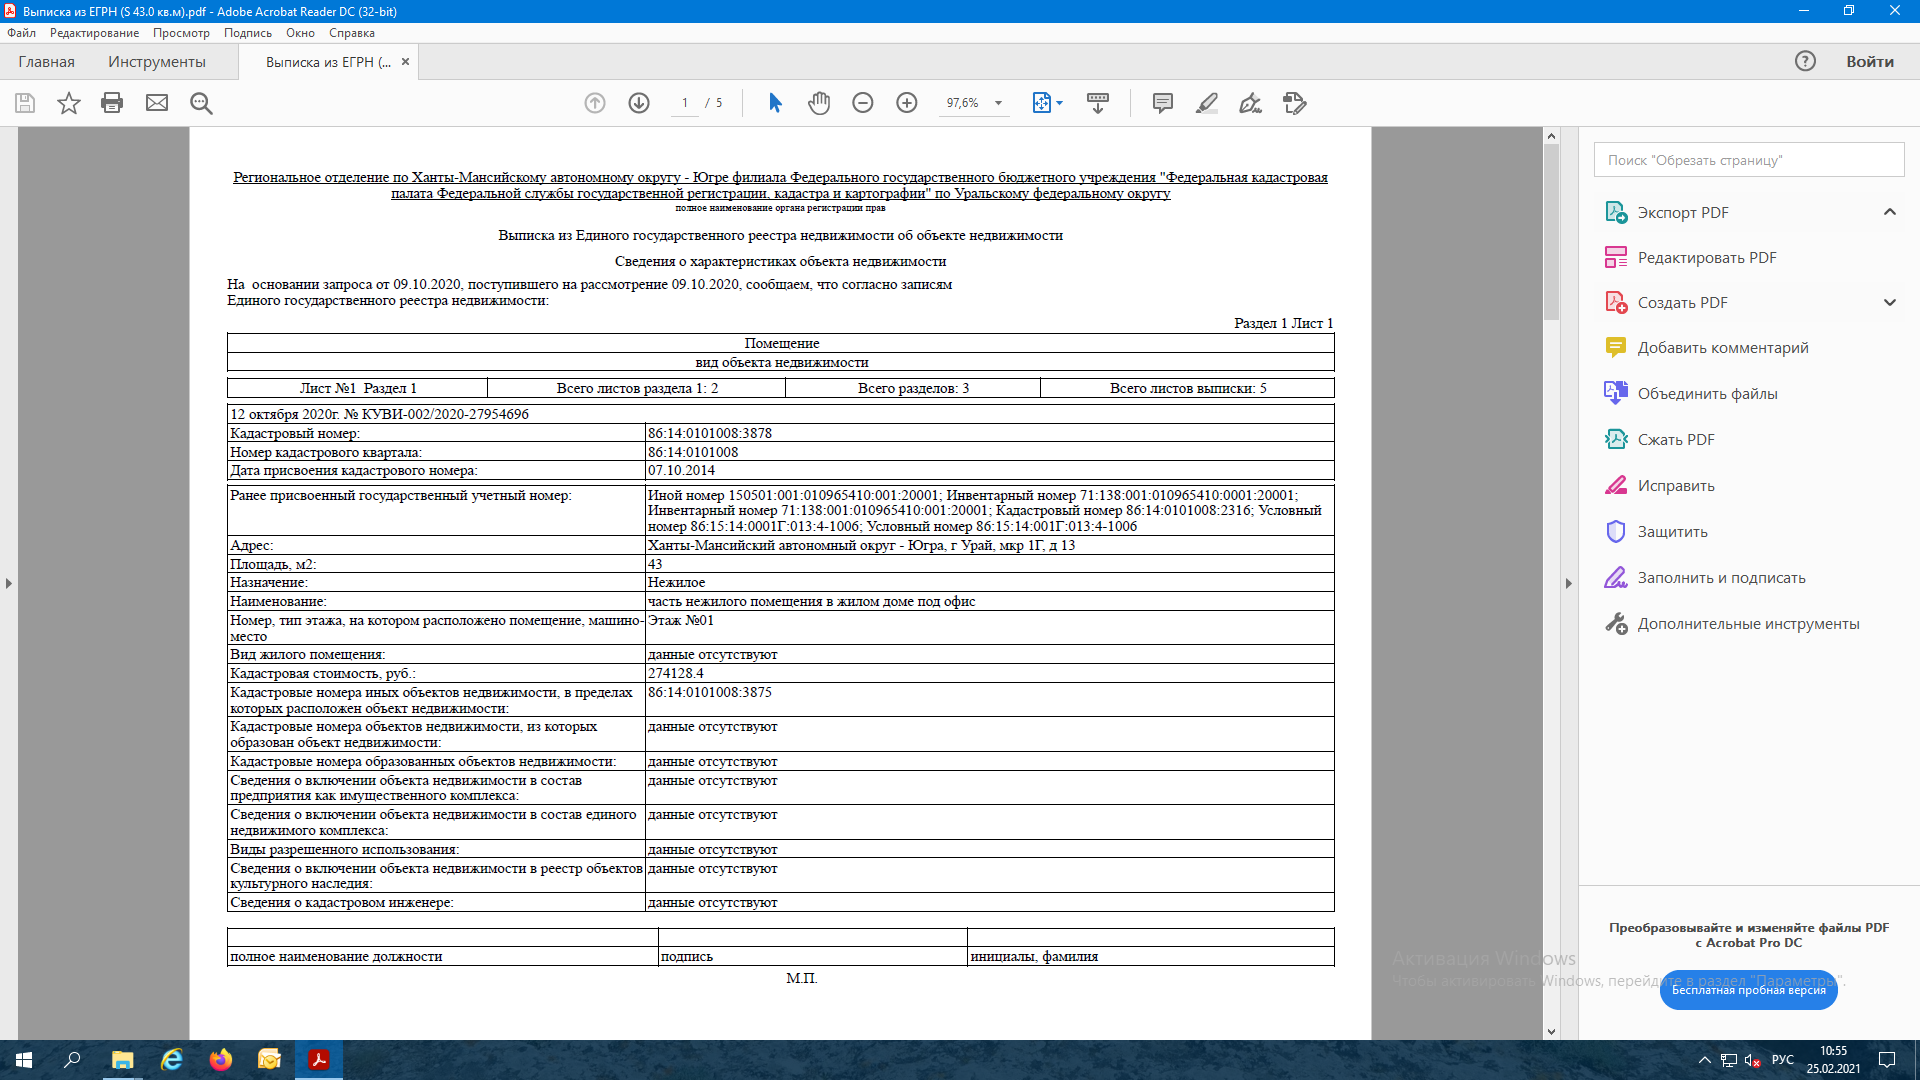 Выписка из ЕГРН (S 43.0 кв.м).pdf - Adobe Acrobat Reader DC (32-bit)
Файл Редактирование Просмотр Подпись Окно Справка
Главная Инструменты Выписка из ЕГРН (... × Войти
1 / 5 97,6%
Региональное отделение по Ханты-Мансийскому автономному округу - Югре филиала Федерального государственного бюджетного учреждения "Федеральная кадастровая
палата Федеральной службы государственной регистрации, кадастра и картографии" по Уральскому федеральному округу
полное наименование органа регистрации прав
Выписка из Единого государственного реестра недвижимости об объекте недвижимости
Сведения о характеристиках объекта недвижимости
На основании запроса от 09.10.2020, поступившего на рассмотрение 09.10.2020, сообщаем, что согласно записям
Единого государственного реестра недвижимости:
Раздел 1 Лист 1
Помещение
вид объекта недвижимости
Лист №1 Раздел 1 Всего листов раздела 1: 2 Всего разделов: 3 Всего листов выписки: 5
12 октября 2020г. № КУВИ-002/2020-27954696
Кадастровый номер: 86:14:0101008:3878
Номер кадастрового квартала: 86:14:0101008
Дата присвоения кадастрового номера: 07.10.2014
Ранее присвоенный государственный учетный номер: Иной номер 150501:001:010965410:001:20001; Инвентарный номер 71:138:001:010965410:0001:20001;
Инвентарный номер 71:138:001:010965410:001:20001; Кадастровый номер 86:14:0101008:2316; Условный
номер 86:15:14:0001Г:013:4-1006; Условный номер 86:15:14:001Г:013:4-1006
Адрес: Ханты-Мансийский автономный округ - Югра, г Урай, мкр 1Г, д 13
Площадь, м2: 43
Назначение: Нежилое
Наименование: часть нежилого помещения в жилом доме под офис
Номер, тип этажа, на котором расположено помещение, машино- Этаж №01
место
Вид жилого помещения: данные отсутствуют
Кадастровая стоимость, руб.: 274128.4
Кадастровые номера иных объектов недвижимости, в пределах 86:14:0101008:3875
которых расположен объект недвижимости:
Кадастровые номера объектов недвижимости, из которых данные отсутствуют
образован объект недвижимости:
Кадастровые номера образованных объектов недвижимости: данные отсутствуют
Сведения о включении объекта недвижимости в состав данные отсутствуют
предприятия как имущественного комплекса:
Сведения о включении объекта недвижимости в состав единого данные отсутствуют
недвижимого комплекса:
Виды разрешенного использования: данные отсутствуют
Сведения о включении объекта недвижимости в реестр объектов данные отсутствуют
культурного наследия:
Сведения о кадастровом инженере: данные отсутствуют
полное наименование должности подпись инициалы, фамилия
М.П.
Поиск "Обрезать страницу"
Экспорт PDF
Редактировать PDF
Создать PDF
Добавить комментарий
Объединить файлы
Сжать PDF
Исправить
Защитить
Заполнить и подписать
Дополнительные инструменты
Преобразовывайте и изменяйте файлы PDF
с Acrobat Pro DC
Активация Windows
Чтобы активировать Windows, перейдите в раздел "Параметры".
Бесплатная пробная версия
РУС 10:55
25.02.2021